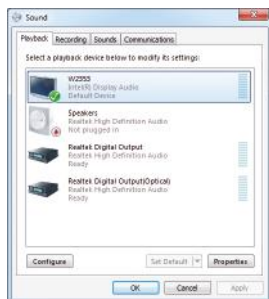 Sound
Playback Recording Sounds Communications
Select a playback device below to modify its settings:
W2353
Intel(R) Display Audio
Default Device
Speakers
Realtek High Definition Audio
Not plugged in
Realtek Digital Output
Realtek High Definition Audio
Ready
Realtek Digital Output(Optical)
Realtek High Definition Audio
Ready
Configure Set Default Properties
OK Cancel Apply